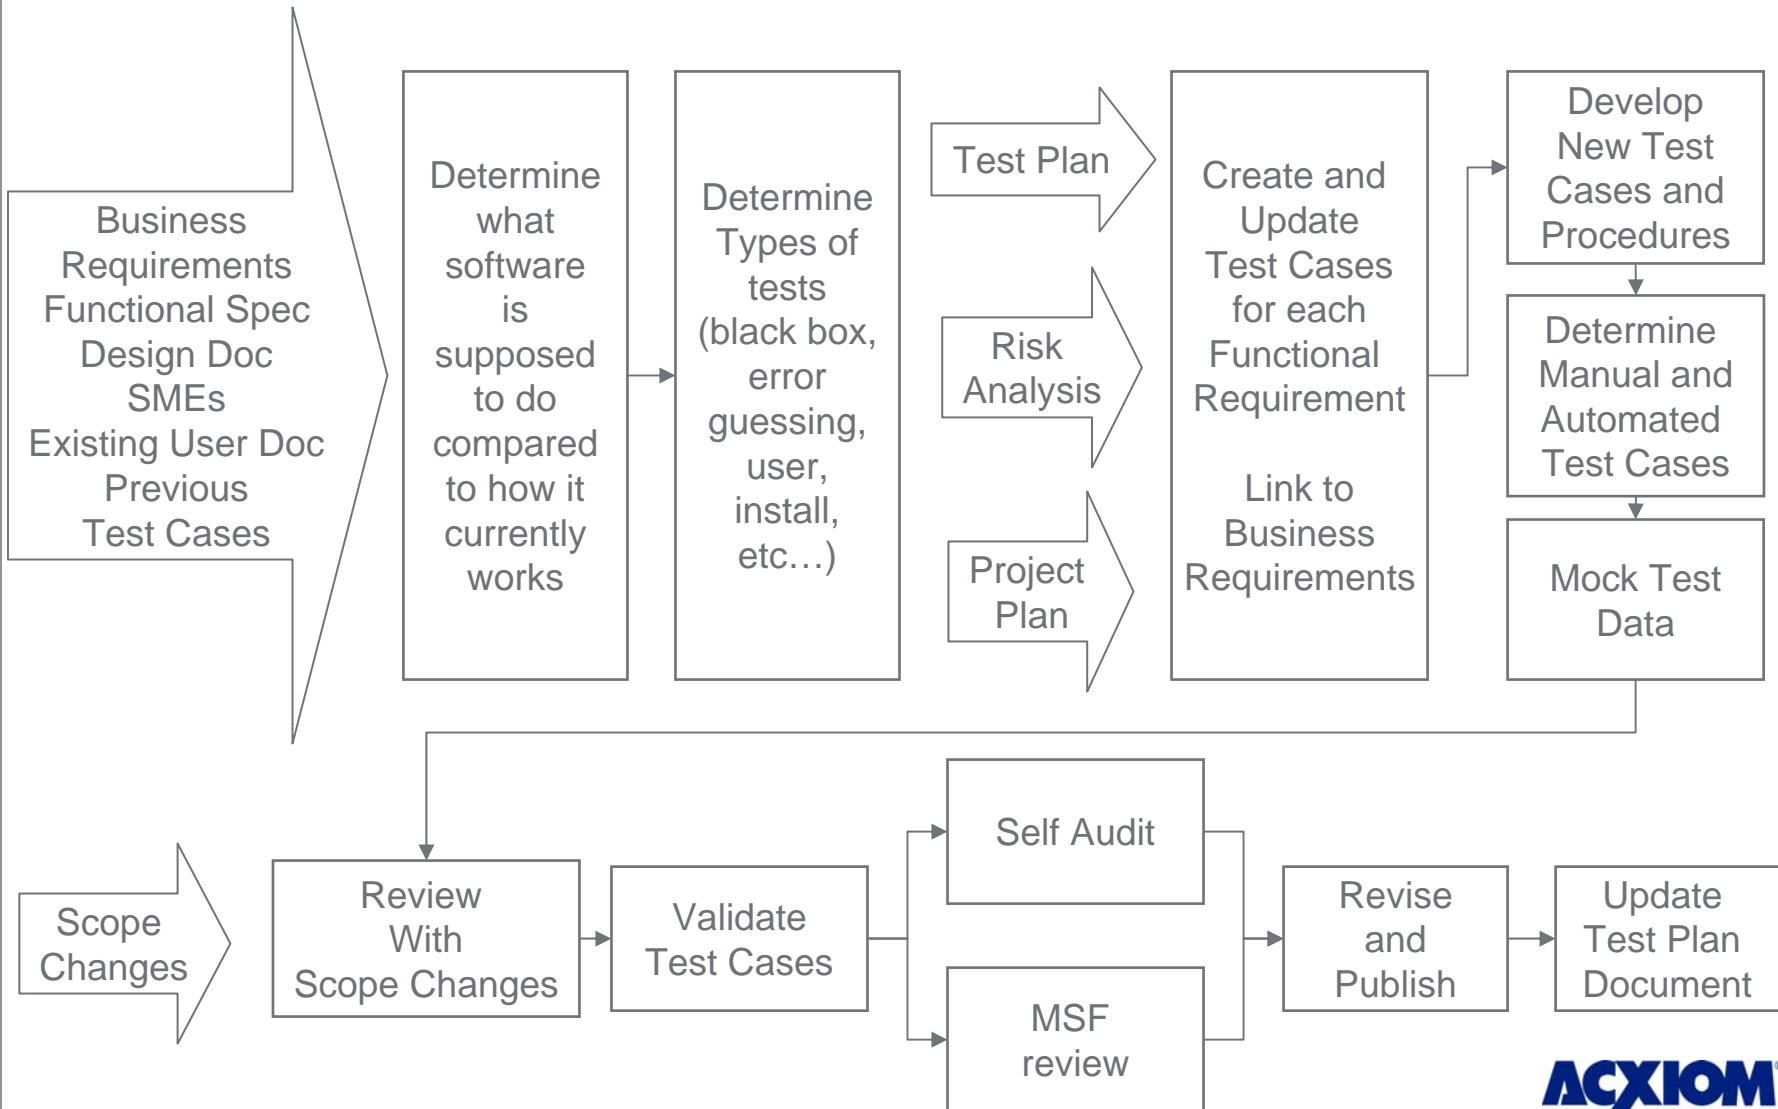 Business
Requirements
Functional Spec
Design Doc
SMEs
Existing User Doc
Previous
Test Cases
Determine
what
software
is
supposed
to do
compared
to how it
currently
works
Determine
Types of
tests
(black box,
error
guessing,
user,
install,
etc…)
Test Plan
Risk
Analysis
Project
Plan
Create and
Update
Test Cases
for each
Functional
Requirement
Link to
Business
Requirements
Develop
New Test
Cases and
Procedures
Determine
Manual and
Automated
Test Cases
Mock Test
Data
Scope
Changes
Review
With
Scope Changes
Validate
Test Cases
Self Audit
MSF
review
Revise
and
Publish
Update
Test Plan
Document
ACXIOM